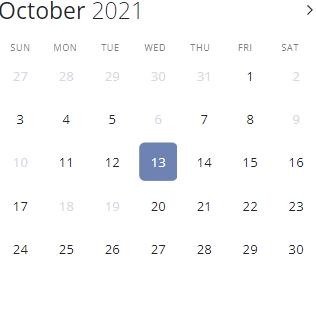 October 2021
SUN MON TUE WED THU FRI SAT
27 28 29 30 31 1 2
3 4 5 6 7 8 9
10 11 12 13 14 15 16
17 18 19 20 21 22 23
24 25 26 27 28 29 30